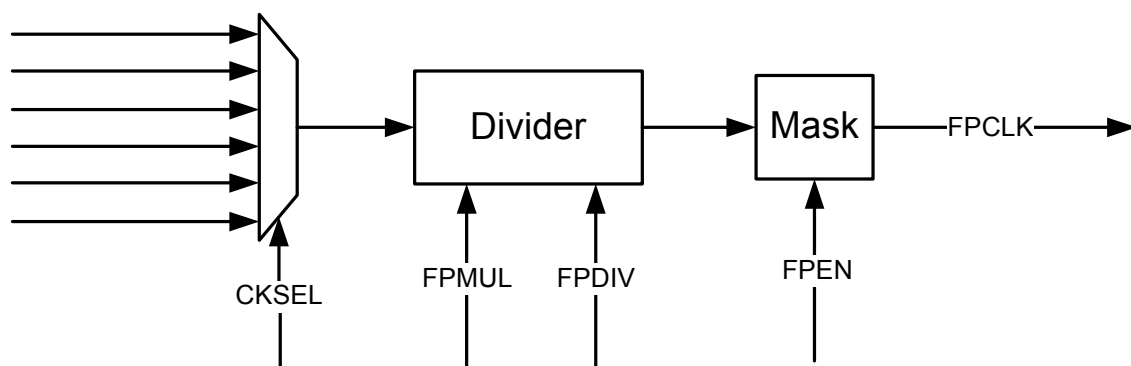 Divider
Mask
FPCLK
CKSEL
FPMUL
FPDIV
FPEN